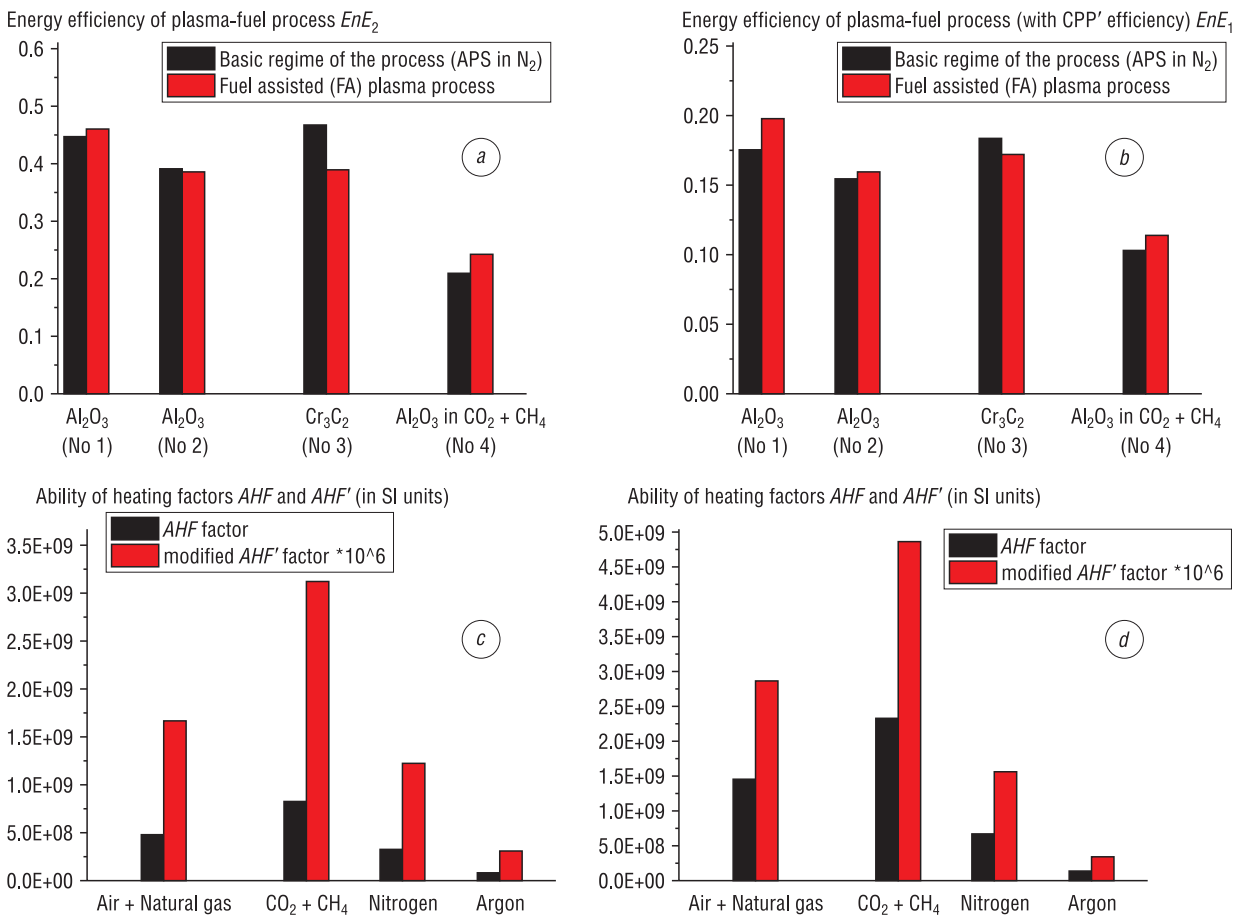 Energy efficiency of plasma-fuel process EnE₂
0.6
0.5
0.4
0.3
0.2
0.1
0.0
Basic regime of the process (APS in N₂)
Fuel assisted (FA) plasma process
a
Al₂O₃ (No 1)
Al₂O₃ (No 2)
Cr₃C₂ (No 3)
Al₂O₃ in CO₂ + CH₄ (No 4)
Energy efficiency of plasma-fuel process (with CPP′ efficiency) EnE₁
0.30
0.25
0.20
0.15
0.10
0.05
0.00
Basic regime of the process (APS in N₂)
Fuel assisted (FA) plasma process
b
Al₂O₃ (No 1)
Al₂O₃ (No 2)
Cr₃C₂ (No 3)
Al₂O₃ in CO₂ + CH₄ (No 4)
Ability of heating factors AHF and AHF′ (in SI units)
AHF factor
modified AHF′ factor *10^6
3.5E+09
3.0E+09
2.5E+09
2.0E+09
1.5E+09
1.0E+09
5.0E+08
0.0E+00
c
Air + Natural gas
CO₂ + CH₄
Nitrogen
Argon
Ability of heating factors AHF and AHF′ (in SI units)
AHF factor
modified AHF′ factor *10^6
5.0E+09
4.5E+09
4.0E+09
3.5E+09
3.0E+09
2.5E+09
2.0E+09
1.5E+09
1.0E+09
5.0E+08
0.0E+00
d
Air + Natural gas
CO₂ + CH₄
Nitrogen
Argon